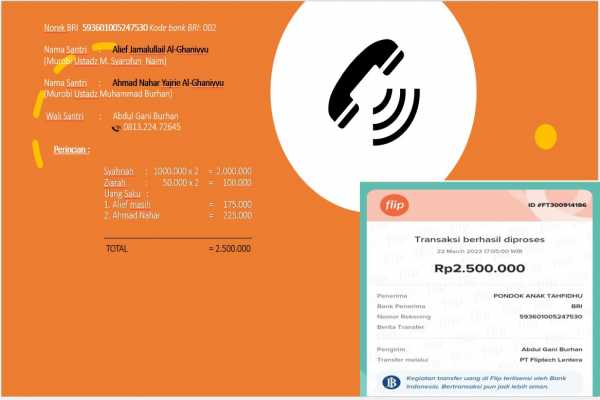 Norek BRI 593601005247530 Kode bank BRI: 002
Nama Santri : Alief Jamalullail Al-Ghaniyyu
(Murobi Ustadz M. Syarofun Naim)
Nama Santri : Ahmad Nahar Yajrie Al-Ghaniyyu
(Murobi Ustadz Muhammad Burhan)
Wali Santri : Abdul Gani Burhan
0813.224.72645
Perincian :
Syahriah : 1000.000 x 2 = 2.000.000
Ziarah : 50.000 x 2 = 100.000
Uang Saku :
1. Alief masih = 175.000
2. Ahmad Nahar = 225.000
TOTAL = 2.500.000
flip
ID #FT300914186
Transaksi berhasil diproses
22 March 2023 17:05:00 WIB
Rp2.500.000
Penerima PONDOK ANAK TAHFIDHU
Bank Penerima BRI
Nomor Rekening 593601005247530
Berita Transfer
Pengirim Abdul Gani Burhan
Transfer melalui PT Fliptech Lentera
Kegiatan transfer uang di Flip terlisensi oleh Bank
Indonesia. Bertransaksi pun jadi lebih aman.